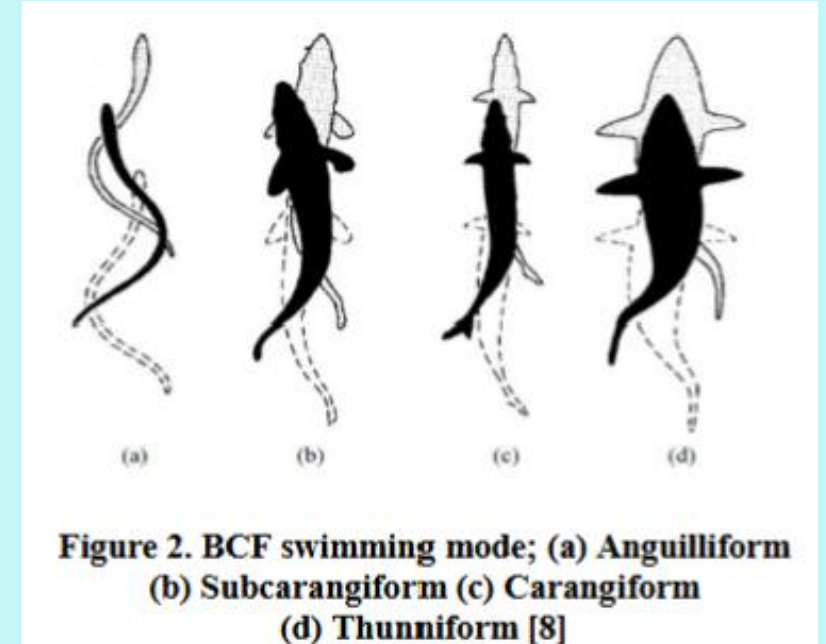 (a) (b) (c) (d)
Figure 2. BCF swimming mode; (a) Anguilliform
(b) Subcarangiform (c) Carangiform
(d) Thunniform [8]